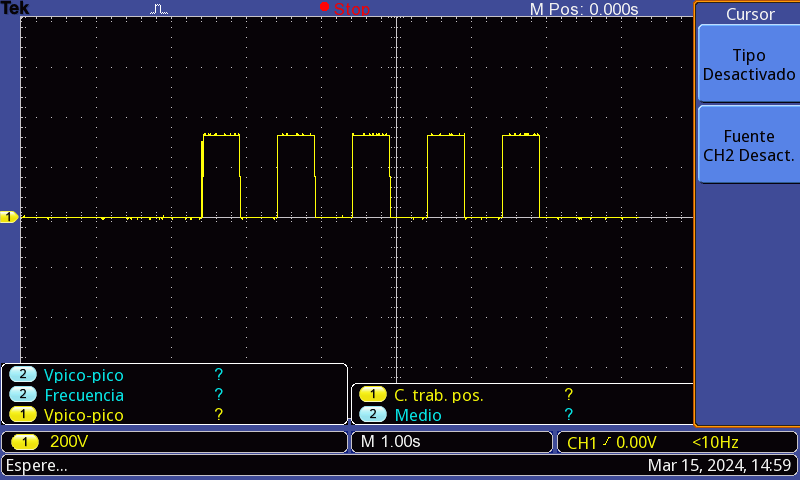 Tek Stop M Pos: 0.000s
Cursor
Tipo
Desactivado
Fuente
CH2 Desact.
1
2 Vpico-pico ?
2 Frecuencia ?
1 Vpico-pico ?
1 C. trab. pos. ?
2 Medio ?
1 200V M 1.00s CH1 0.00V <10Hz
Espere... Mar 15, 2024, 14:59